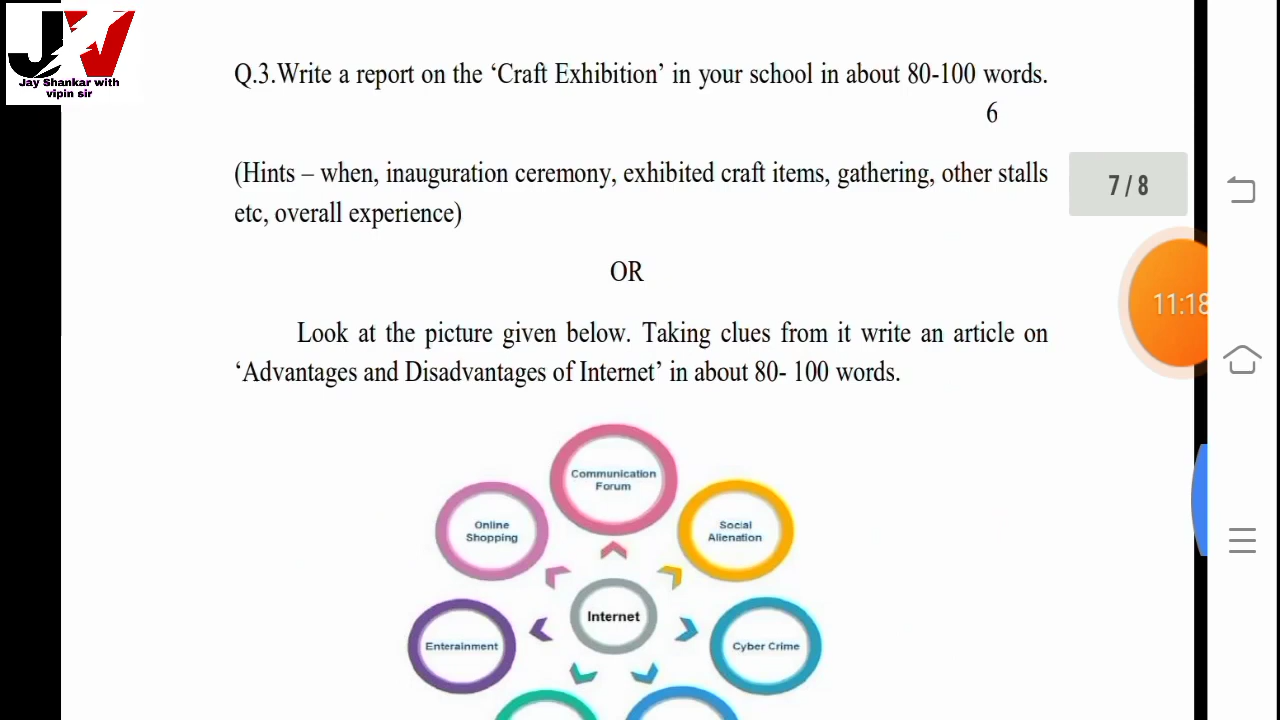 Jay Shankar with
vipin sir
Q.3.Write a report on the ‘Craft Exhibition’ in your school in about 80-100 words.
6
(Hints – when, inauguration ceremony, exhibited craft items, gathering, other stalls
etc, overall experience)
7 / 8
11:18
OR
Look at the picture given below. Taking clues from it write an article on
‘Advantages and Disadvantages of Internet’ in about 80- 100 words.
Communication
Forum
Online
Shopping
Social
Alienation
Internet
Enterainment
Cyber Crime